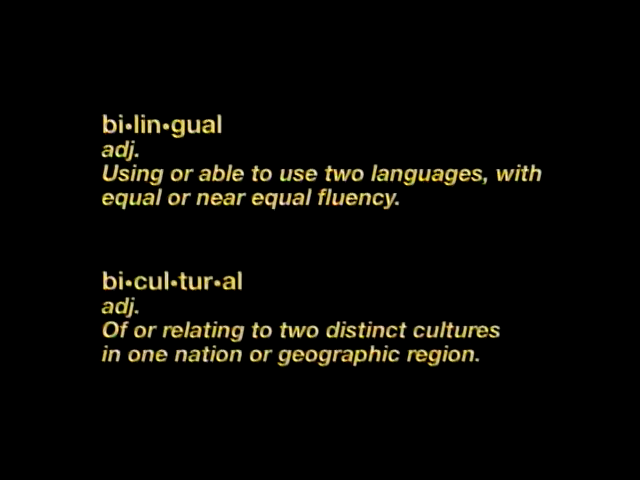 bi•lin•gual
adj.
Using or able to use two languages, with
equal or near equal fluency.
bi•cul•tur•al
adj.
Of or relating to two distinct cultures
in one nation or geographic region.